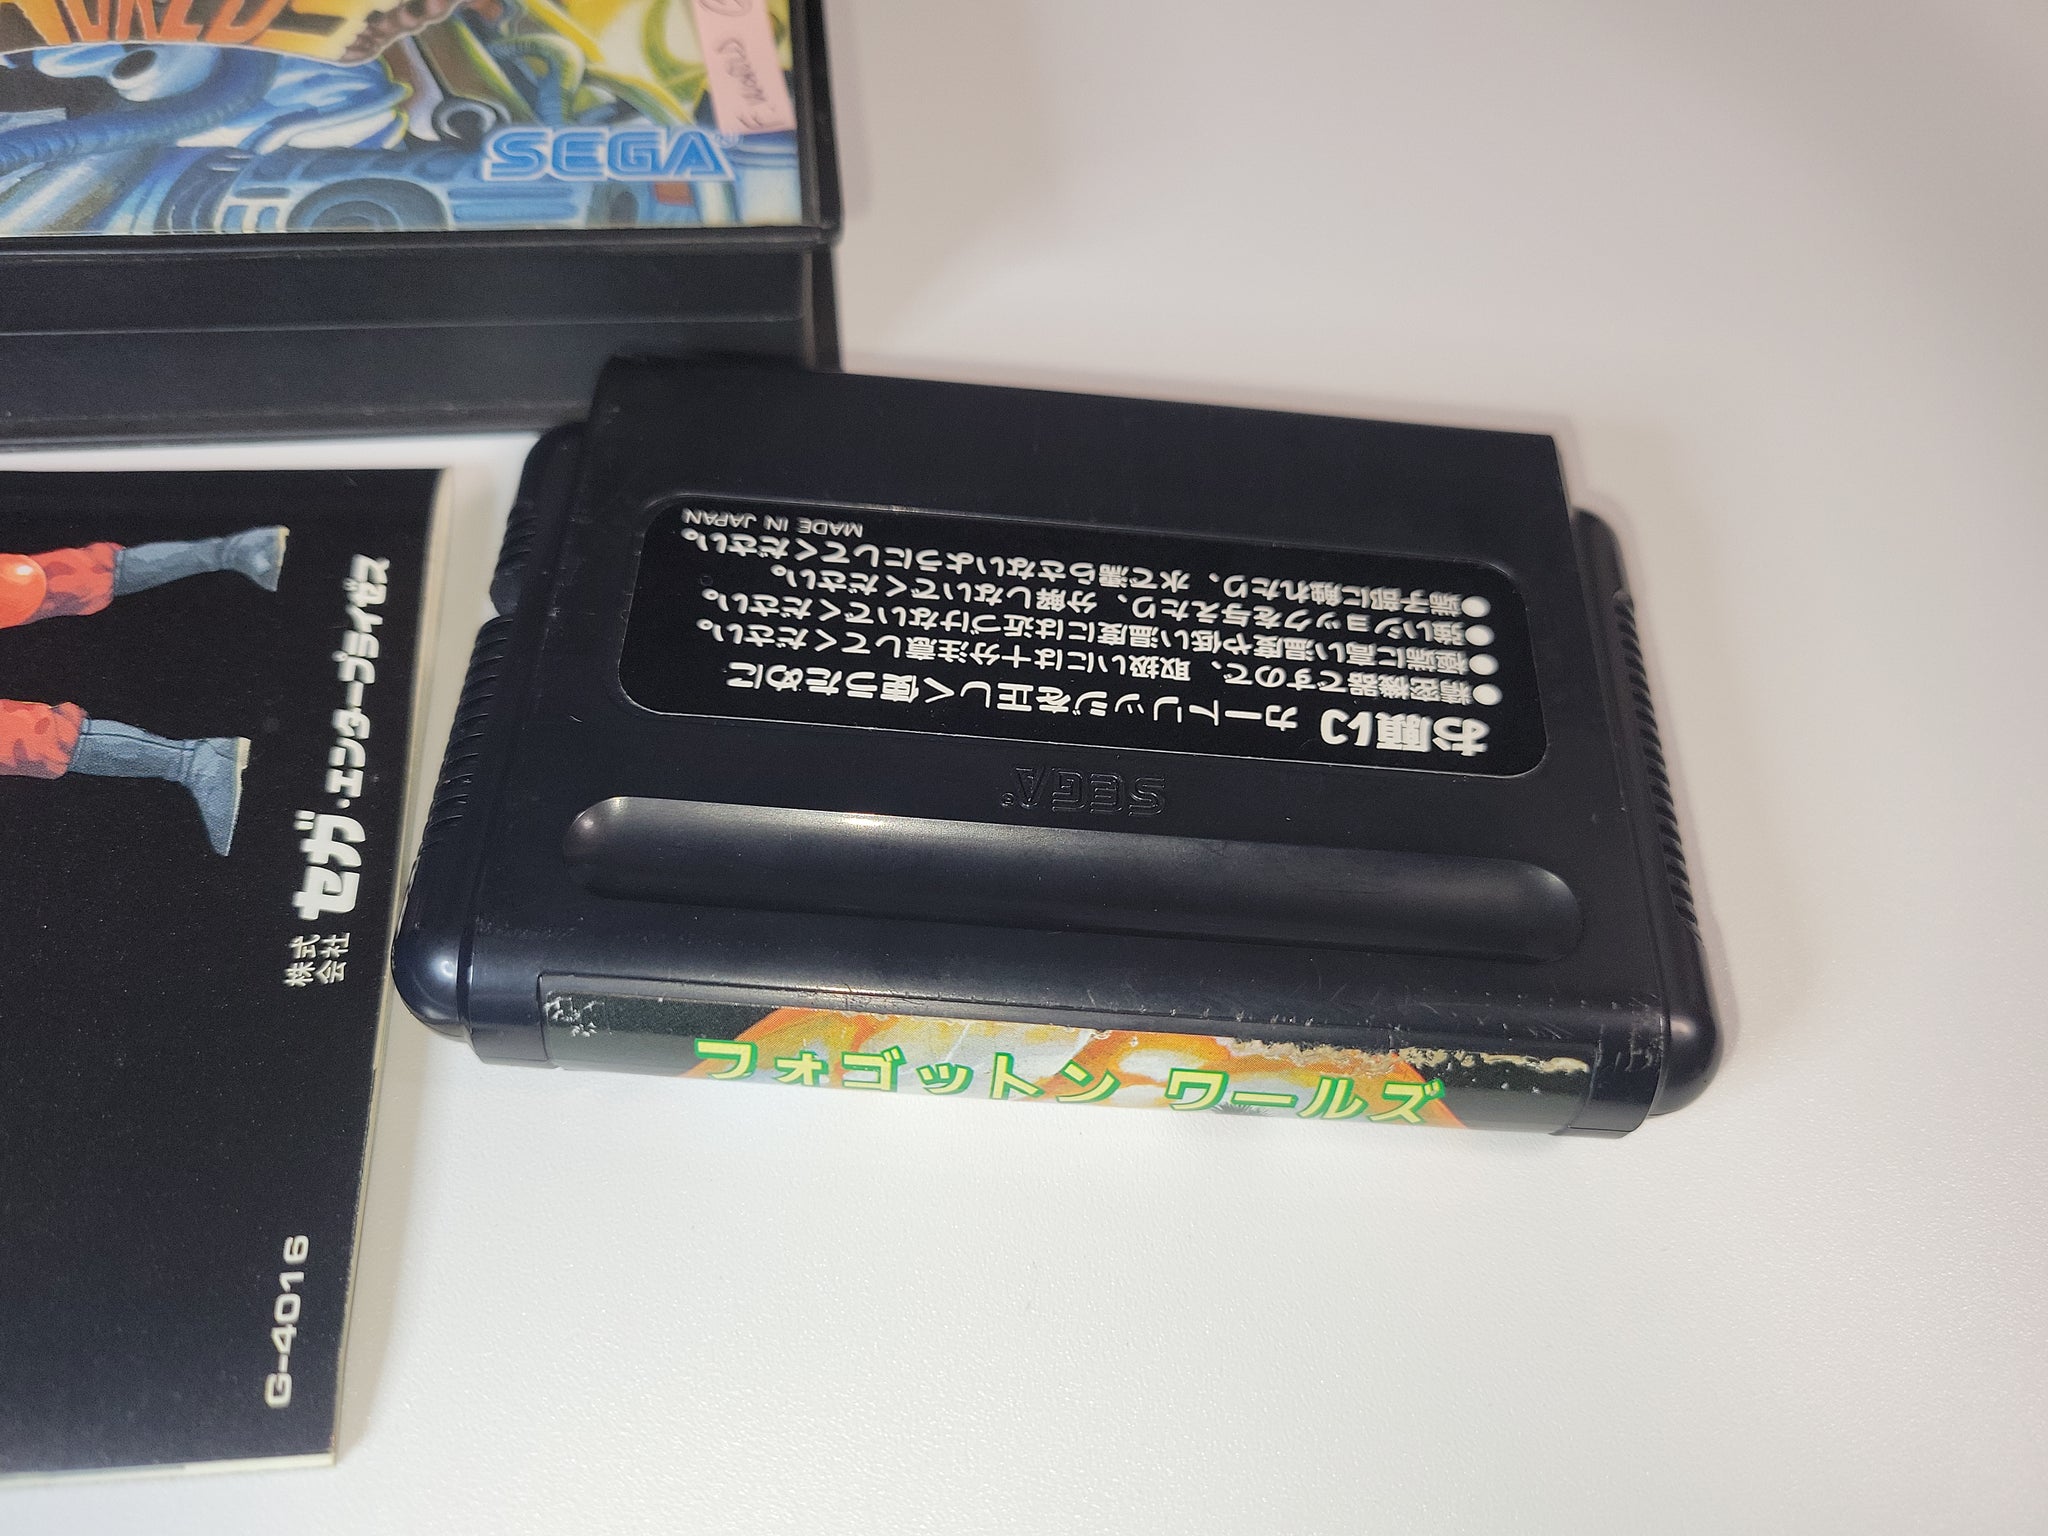 WORLDS
SEGA
お願い カートリッジを正しく使うために
●精密機器ですので、取扱いには十分注意してください。
●極端に高い温度や低い温度には近づけないでください。
●強いショックを与えたり、分解しないでください。
●端子部に触れたり、水で濡らさないようにしてください。
MADE IN JAPAN
SEGA
フォゴットン ワールズ
株式会社 セガ・エンタープライゼス
G-4016